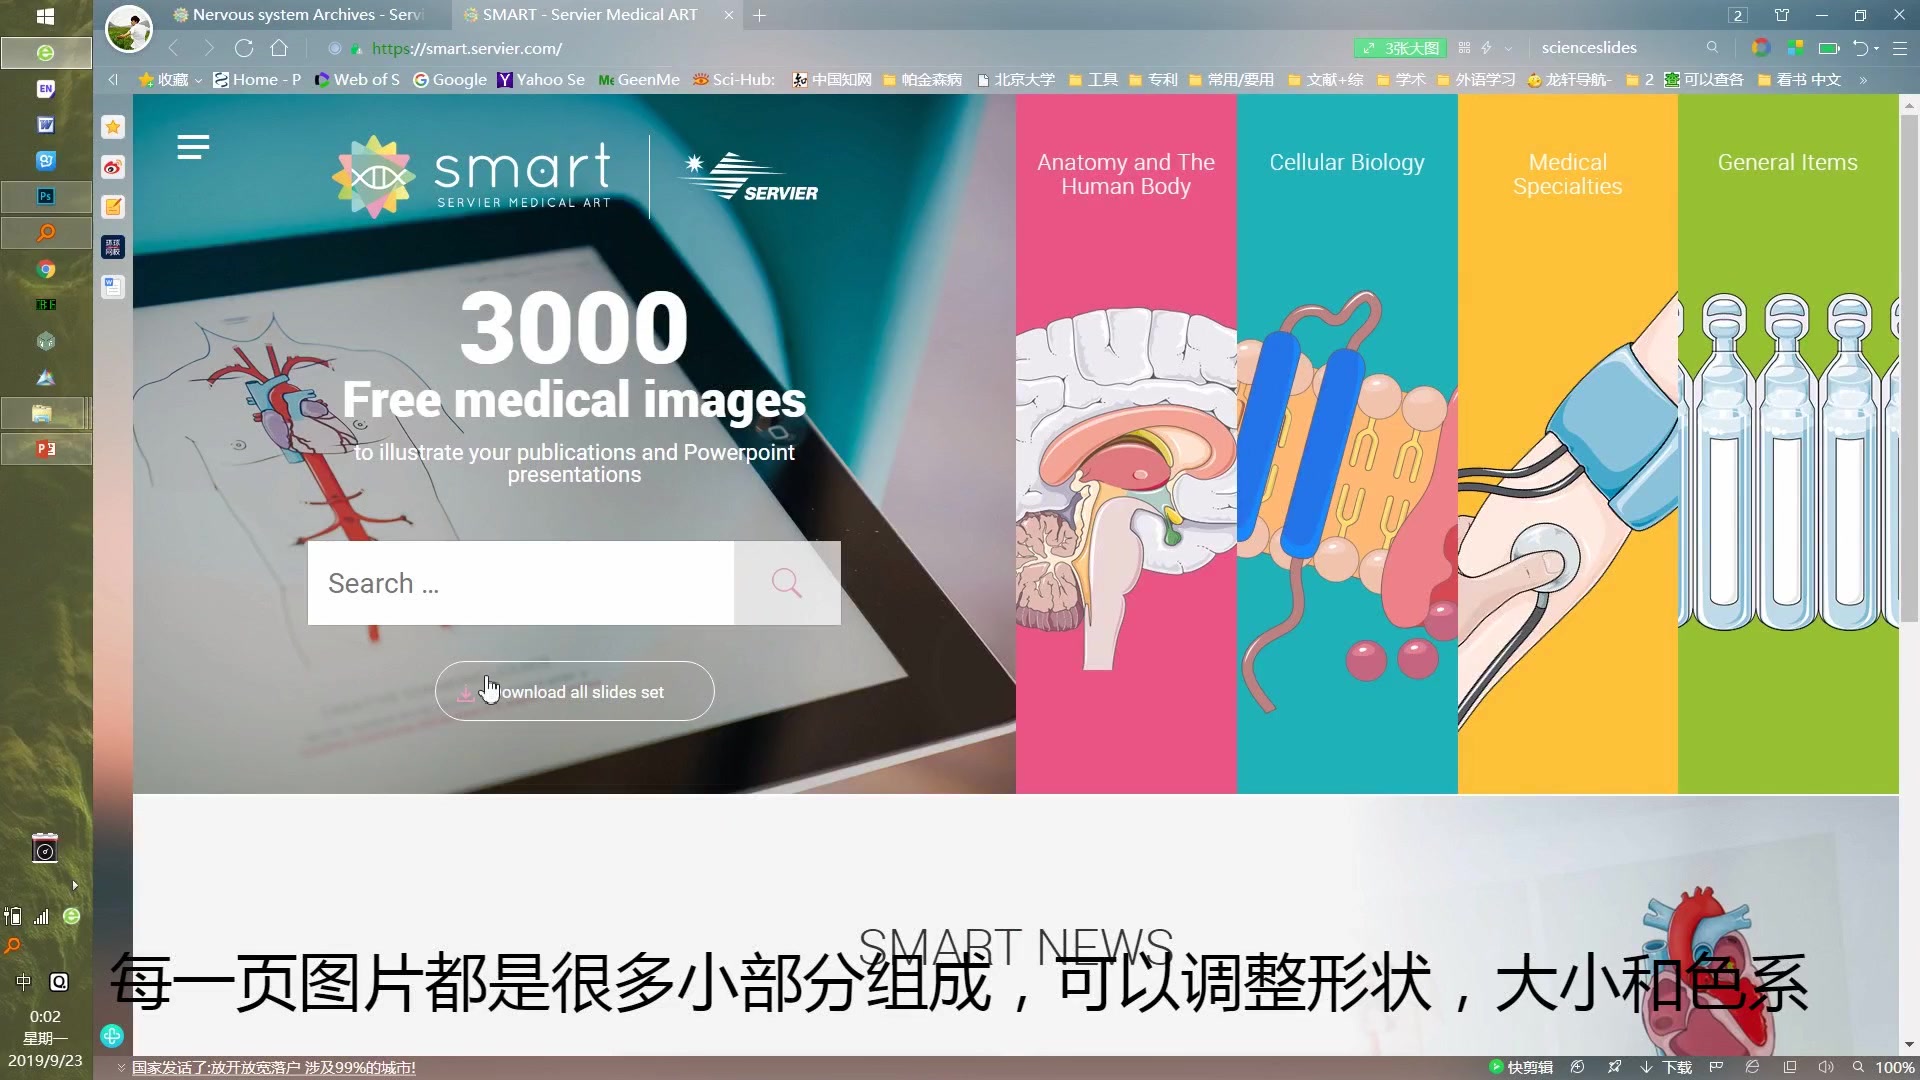 Nervous system Archives - Servi
SMART - Servier Medical ART
2
https://smart.servier.com/
3张大图
sciencesslides
收藏
Home - P
Web of S
Google
Yahoo Se
GeenMe
Sci-Hub:
中国知网
帕金森病
北京大学
工具
专利
常用/要用
文献+综
学术
外语学习
龙轩导航-
2
可以查各
看书 中文
EN
smart
SERVIER MEDICAL ART
SERVIER
3000
Free medical images
to illustrate your publications and Powerpoint
presentations
Search ...
ownload all slides set
Anatomy and The
Human Body
Cellular Biology
Medical
Specialties
General Items
SMART NEWS
每一页图片都是很多小部分组成，可以调整形状，大小和色系
中
0:02
星期一
2019/9/23
国家发话了:放开放宽落户 涉及99%的城市!
快剪辑
下载
100%